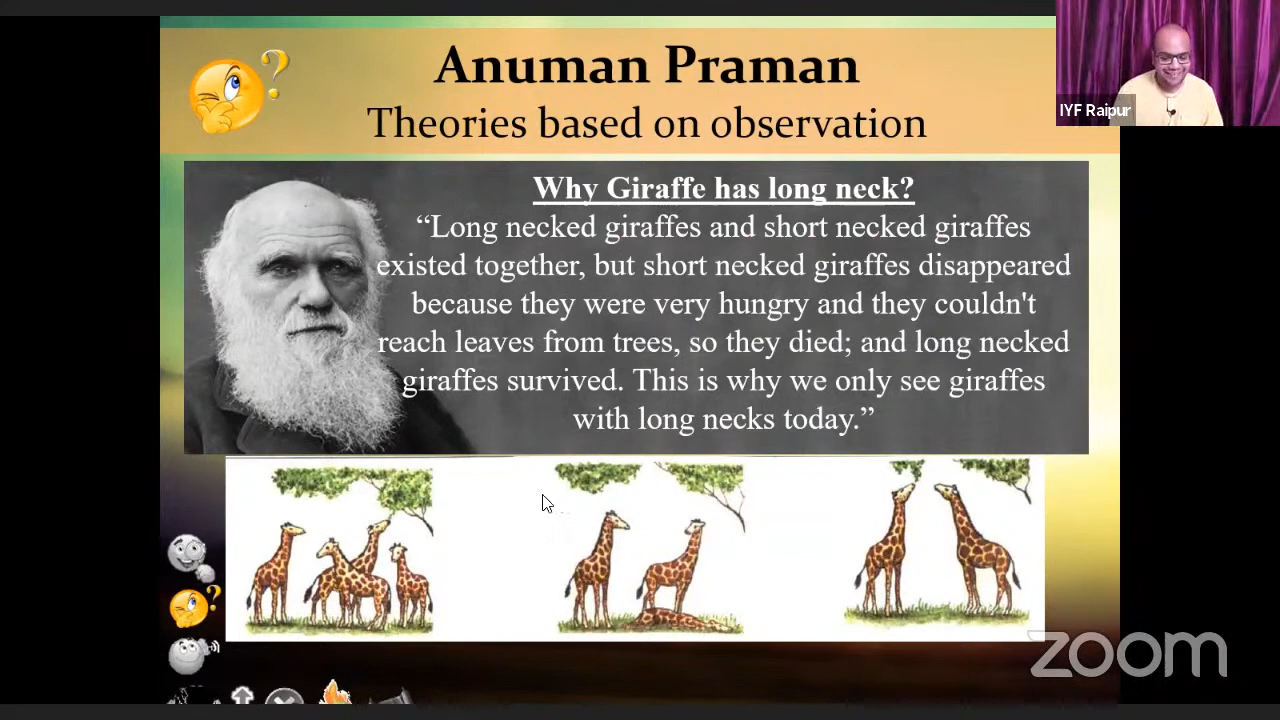 Anuman Praman
Theories based on observation
IYF Raipur
Why Giraffe has long neck?
“Long necked giraffes and short necked giraffes
existed together, but short necked giraffes disappeared
because they were very hungry and they couldn't
reach leaves from trees, so they died; and long necked
giraffes survived. This is why we only see giraffes
with long necks today.”
zoom